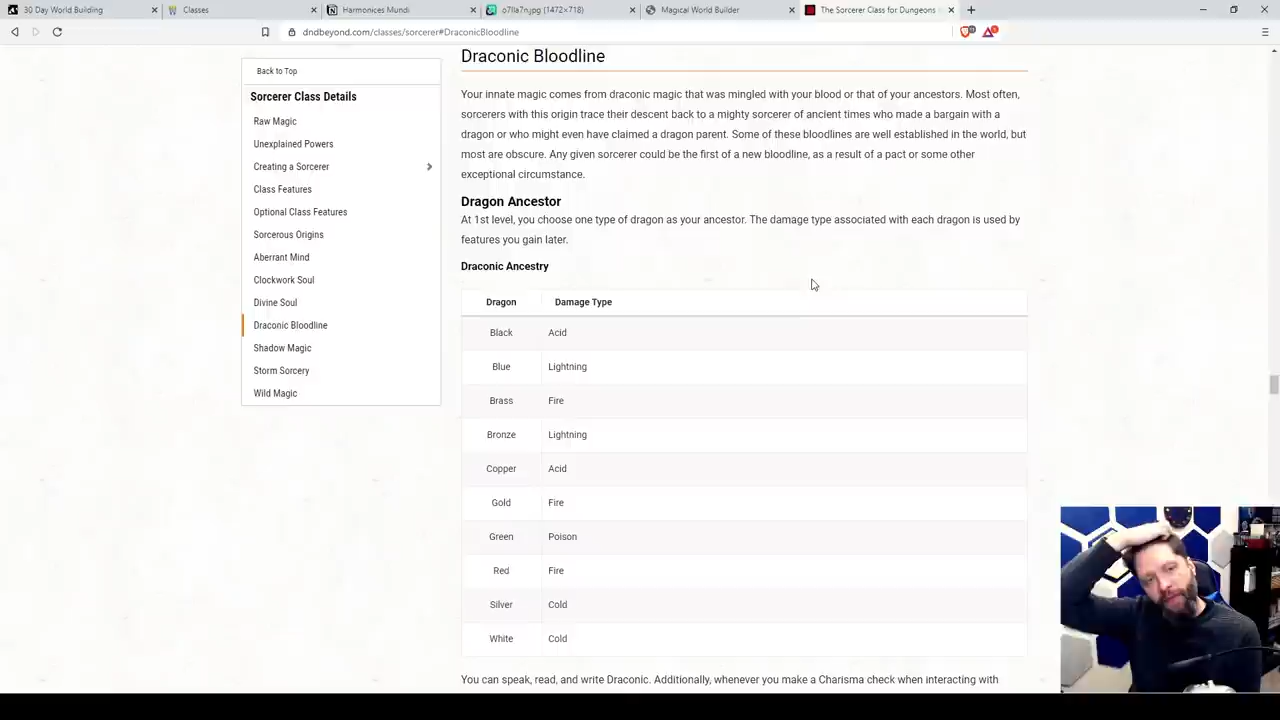 30 Day World Building
Classes
Harmonices Mundi
o7lla7n.jpg (1472×718)
Magical World Builder
The Sorcerer Class for Dungeons
dndbeyond.com/classes/sorcerer#DraconicBloodline
Back to Top
Sorcerer Class Details
Raw Magic
Unexplained Powers
Creating a Sorcerer
Class Features
Optional Class Features
Sorcerous Origins
Aberrant Mind
Clockwork Soul
Divine Soul
Draconic Bloodline
Shadow Magic
Storm Sorcery
Wild Magic
Draconic Bloodline
Your innate magic comes from draconic magic that was mingled with your blood or that of your ancestors. Most often,
sorcerers with this origin trace their descent back to a mighty sorcerer of ancient times who made a bargain with a
dragon or who might even have claimed a dragon parent. Some of these bloodlines are well established in the world, but
most are obscure. Any given sorcerer could be the first of a new bloodline, as a result of a pact or some other
exceptional circumstance.
Dragon Ancestor
At 1st level, you choose one type of dragon as your ancestor. The damage type associated with each dragon is used by
features you gain later.
Draconic Ancestry
Dragon Damage Type
Black Acid
Blue Lightning
Brass Fire
Bronze Lightning
Copper Acid
Gold Fire
Green Poison
Red Fire
Silver Cold
White Cold
You can speak, read, and write Draconic. Additionally, whenever you make a Charisma check when interacting with